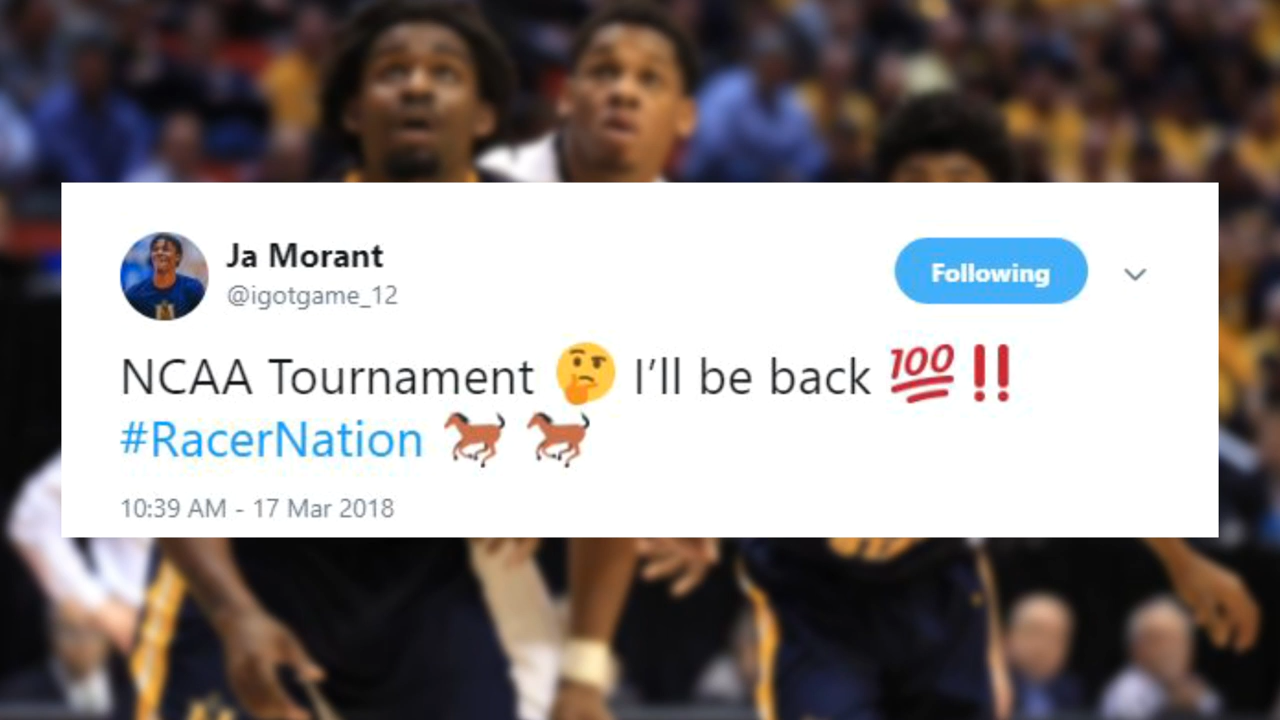 Ja Morant
@igotgame_12
Following
NCAA Tournament 🤔 I’ll be back 💯‼️
#RacerNation 🐎 🐎
10:39 AM - 17 Mar 2018